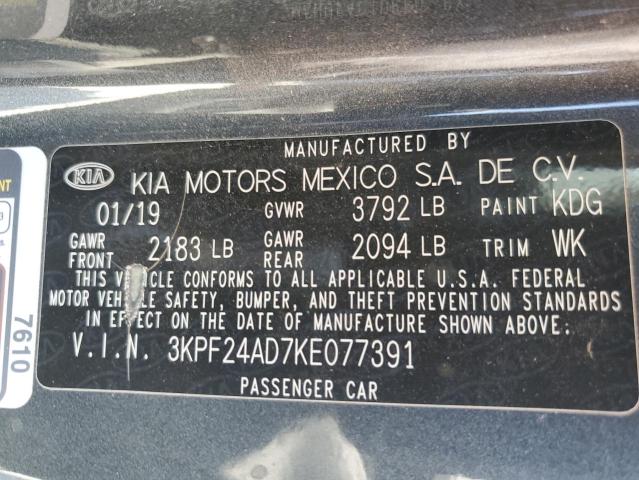 MANUFACTURED BY
KIA KIA MOTORS MEXICO S.A. DE C.V.
01/19 GVWR 3792 LB PAINT KDG
GAWR FRONT 2183 LB GAWR REAR 2094 LB TRIM WK
THIS VEHICLE CONFORMS TO ALL APPLICABLE U.S.A. FEDERAL
MOTOR VEHICLE SAFETY, BUMPER, AND THEFT PREVENTION STANDARDS
IN EFFECT ON THE DATE OF MANUFACTURE SHOWN ABOVE:
V.I.N. 3KPF24AD7KE077391
PASSENGER CAR
7610